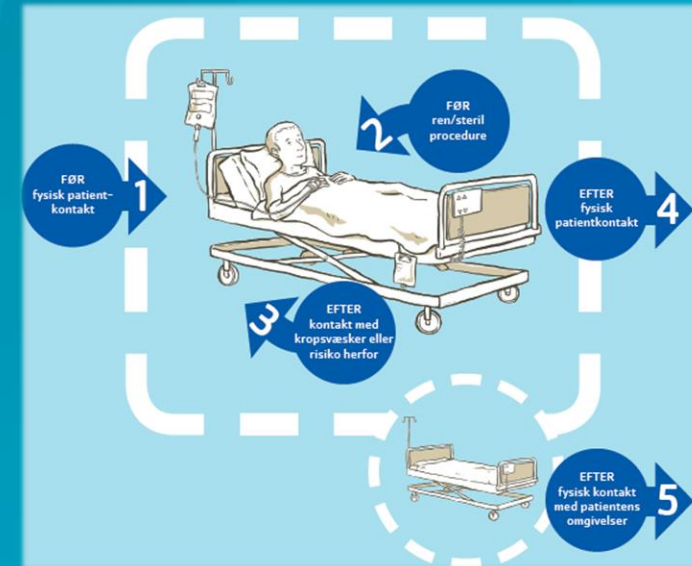 FØR
fysisk patient-
kontakt
1
FØR
ren/steril
procedure
2
EFTER
kontakt med
kropsvæsker eller
risiko herfor
3
EFTER
fysisk
patientkontakt
4
EFTER
fysisk kontakt
med patientens
omgivelser
5